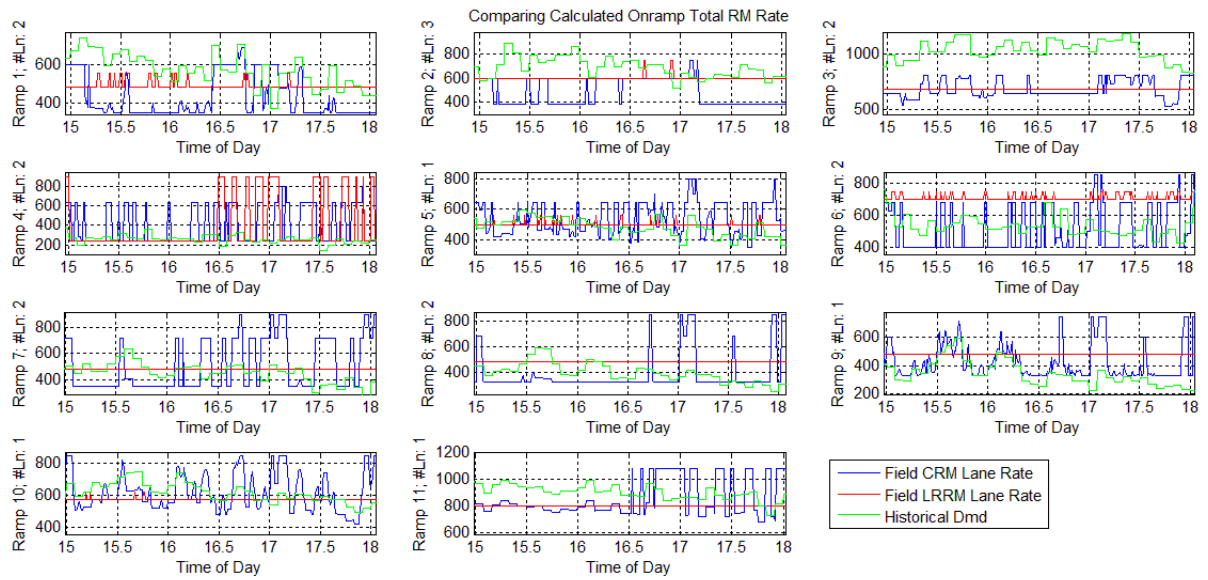 Comparing Calculated Onramp Total RM Rate
Ramp 1; #Ln: 2
600
400
15 15.5 16 16.5 17 17.5 18
Time of Day
Ramp 2; #Ln: 3
800
600
400
15 15.5 16 16.5 17 17.5 18
Time of Day
Ramp 3; #Ln: 2
1000
500
15 15.5 16 16.5 17 17.5 18
Time of Day
Ramp 4; #Ln: 2
800
600
400
200
15 15.5 16 16.5 17 17.5 18
Time of Day
Ramp 5; #Ln: 1
800
600
400
15 15.5 16 16.5 17 17.5 18
Time of Day
Ramp 6; #Ln: 2
800
600
400
15 15.5 16 16.5 17 17.5 18
Time of Day
Ramp 7; #Ln: 2
800
600
400
15 15.5 16 16.5 17 17.5 18
Time of Day
Ramp 8; #Ln: 2
800
600
400
15 15.5 16 16.5 17 17.5 18
Time of Day
Ramp 9; #Ln: 1
600
400
200
15 15.5 16 16.5 17 17.5 18
Time of Day
Ramp 10; #Ln: 1
800
600
400
15 15.5 16 16.5 17 17.5 18
Time of Day
Ramp 11; #Ln: 1
1200
1000
800
600
15 15.5 16 16.5 17 17.5 18
Time of Day
Field CRM Lane Rate
Field LRRM Lane Rate
Historical Dmd